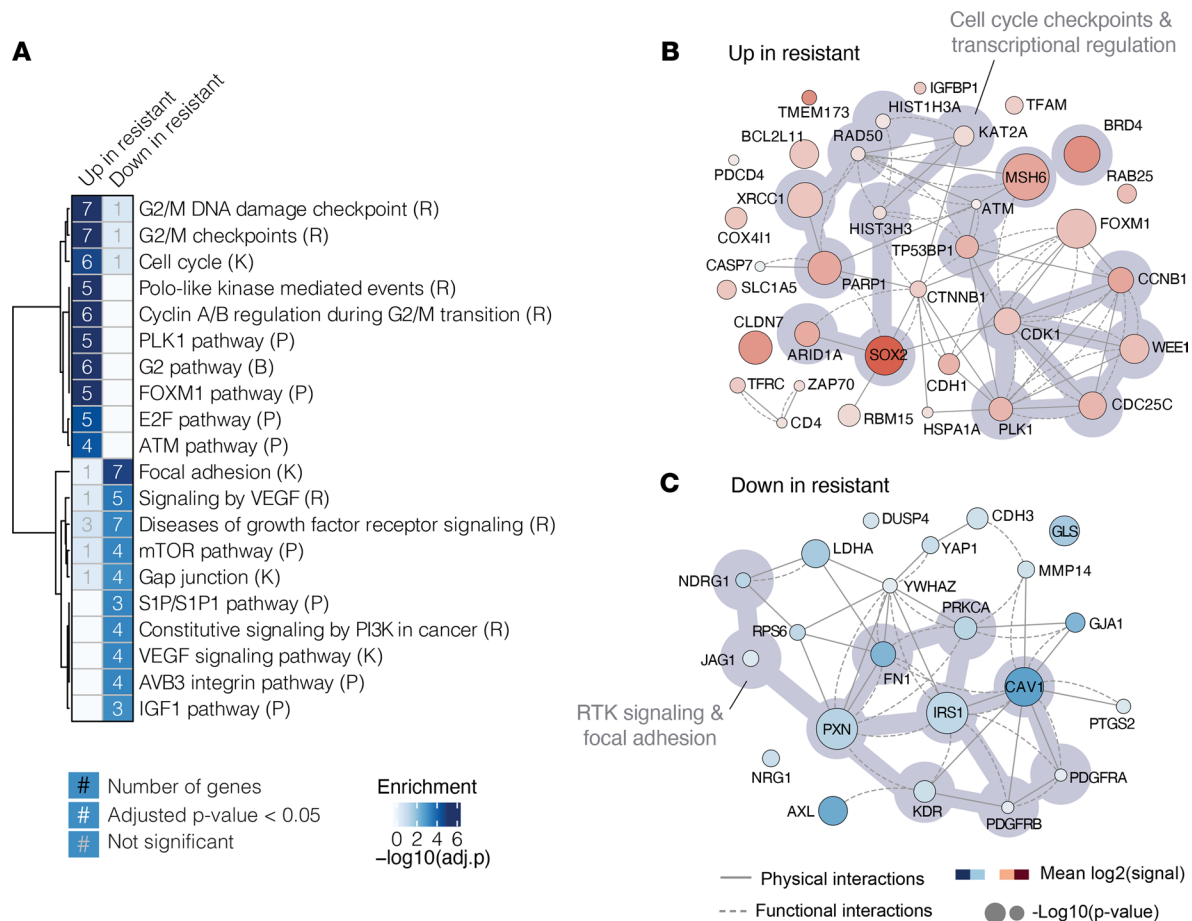 A
Up in resistant
Down in resistant
7 1 G2/M DNA damage checkpoint (R)
7 1 G2/M checkpoints (R)
6 1 Cell cycle (K)
5 Polo-like kinase mediated events (R)
6 Cyclin A/B regulation during G2/M transition (R)
5 PLK1 pathway (P)
6 G2 pathway (B)
5 FOXM1 pathway (P)
5 E2F pathway (P)
4 ATM pathway (P)
1 7 Focal adhesion (K)
1 5 Signaling by VEGF (R)
3 7 Diseases of growth factor receptor signaling (R)
1 4 mTOR pathway (P)
1 4 Gap junction (K)
3 S1P/S1P1 pathway (P)
4 Constitutive signaling by PI3K in cancer (R)
4 VEGF signaling pathway (K)
4 AVB3 integrin pathway (P)
3 IGF1 pathway (P)
# Number of genes
# Adjusted p-value < 0.05
# Not significant
Enrichment
0 2 4 6
−log10(adj.p)
B
Up in resistant
Cell cycle checkpoints &
transcriptional regulation
IGFBP1
TMEM173
HIST1H3A
TFAM
BCL2L11
RAD50
KAT2A
BRD4
PDCD4
MSH6
RAB25
XRCC1
ATM
COX4I1
HIST3H3
FOXM1
TP53BP1
CASP7
PARP1
CCNB1
SLC1A5
CTNNB1
CLDN7
CDK1
ARID1A
SOX2
WEE1
CDH1
TFRC
ZAP70
CD4
RBM15
HSPA1A
PLK1
CDC25C
C
Down in resistant
DUSP4
CDH3
GLS
LDHA
YAP1
NDRG1
YWHAZ
MMP14
PRKCA
RPS6
GJA1
JAG1
FN1
CAV1
RTK signaling &
focal adhesion
PXN
IRS1
PTGS2
NRG1
PDGFRA
AXL
KDR
PDGFRB
Physical interactions
Functional interactions
Mean log2(signal)
-Log10(p-value)